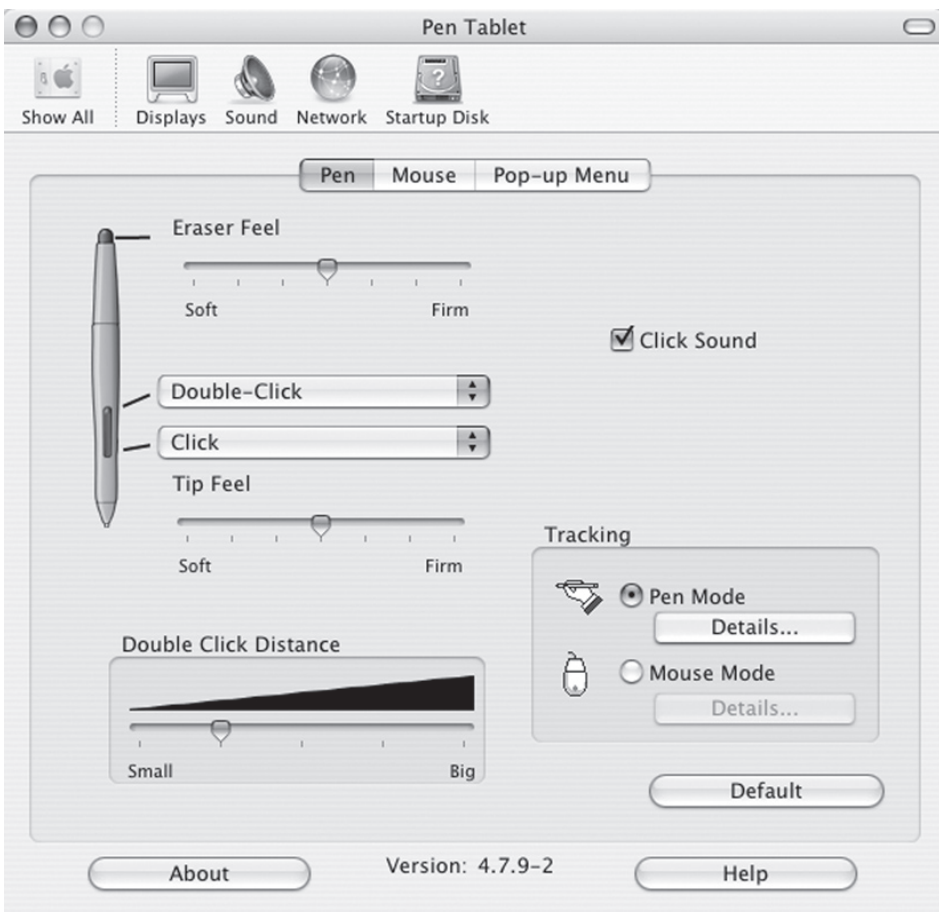 Pen Tablet
Show All Displays Sound Network Startup Disk
Pen Mouse Pop-up Menu
Eraser Feel
Soft Firm
Click Sound
Double-Click
Click
Tip Feel
Soft Firm
Tracking
Pen Mode
Details...
Mouse Mode
Details...
Double Click Distance
Small Big
Default
About Version: 4.7.9-2 Help